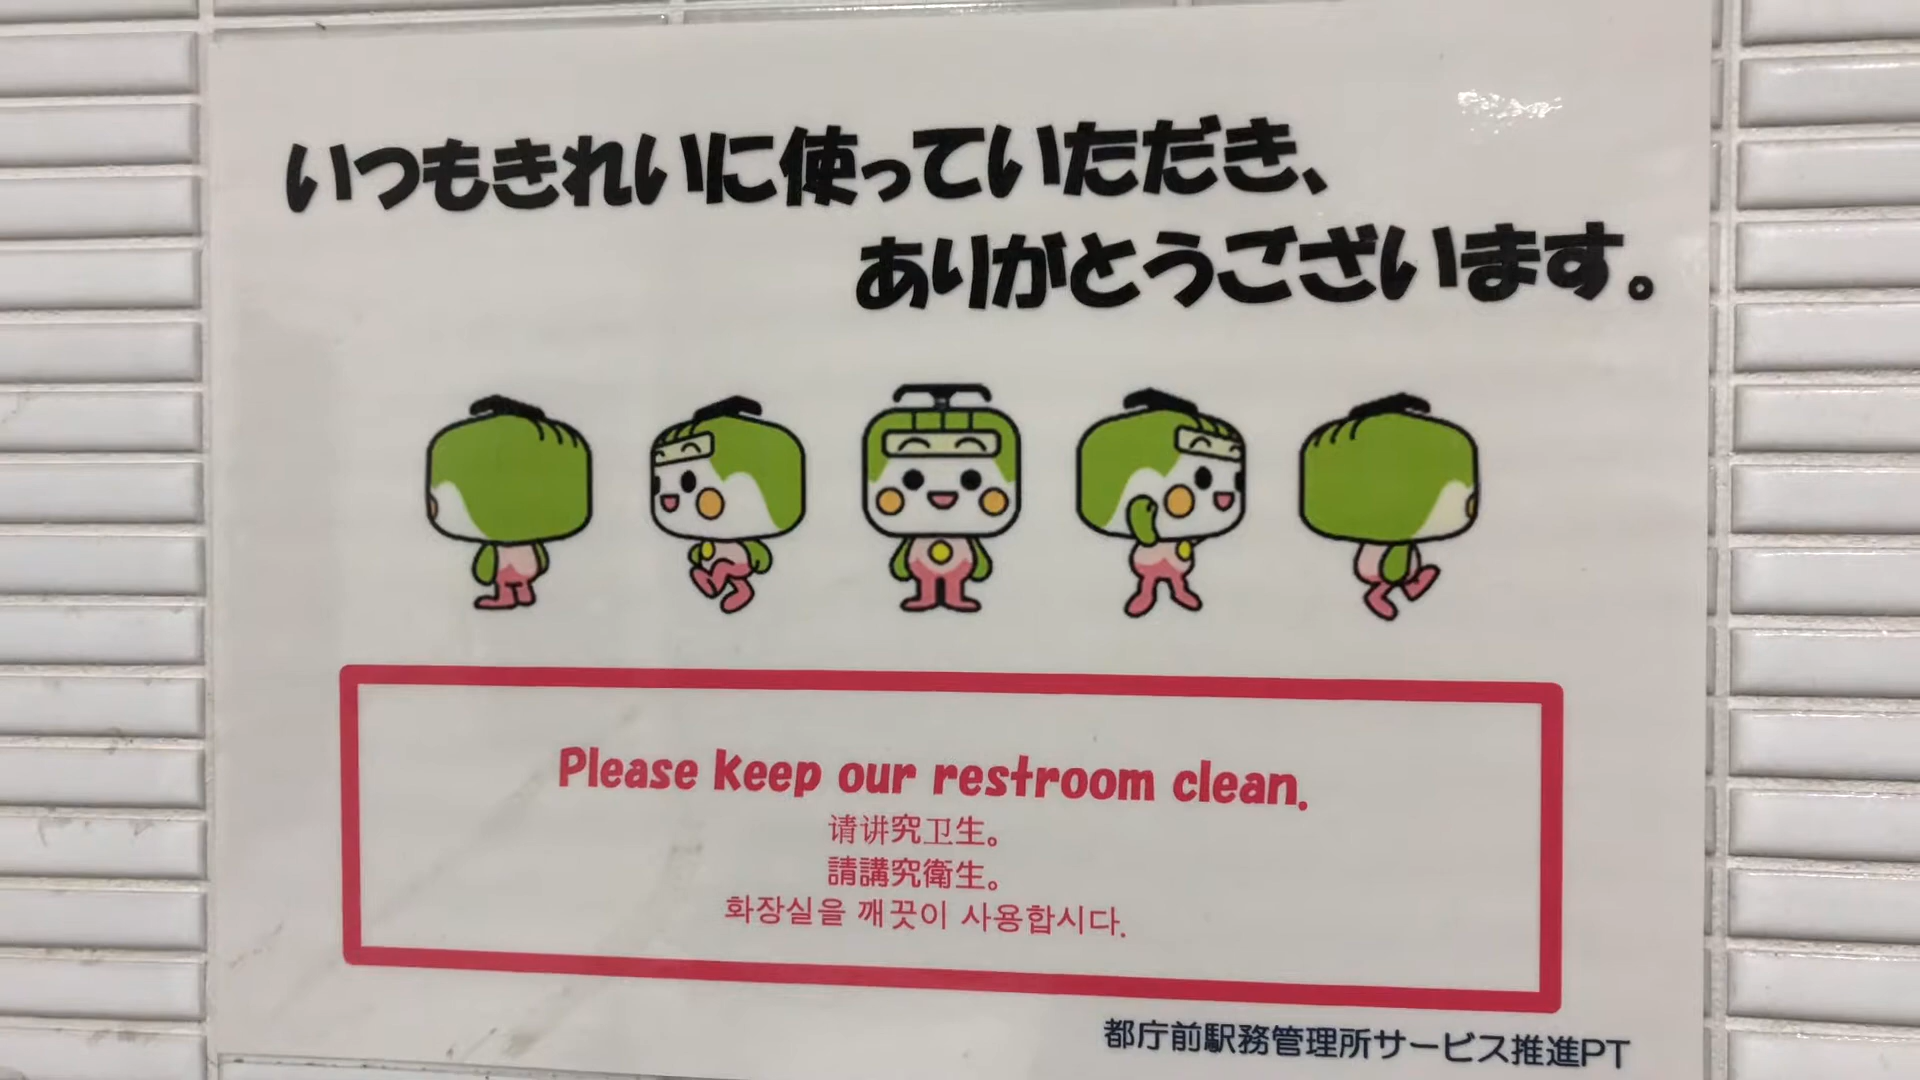 いつもきれいに使っていただき、
ありがとうございます。
Please keep our restroom clean.
请讲究卫生。
請講究衛生。
화장실을 깨끗이 사용합시다.
都庁前駅務管理所サービス推進PT